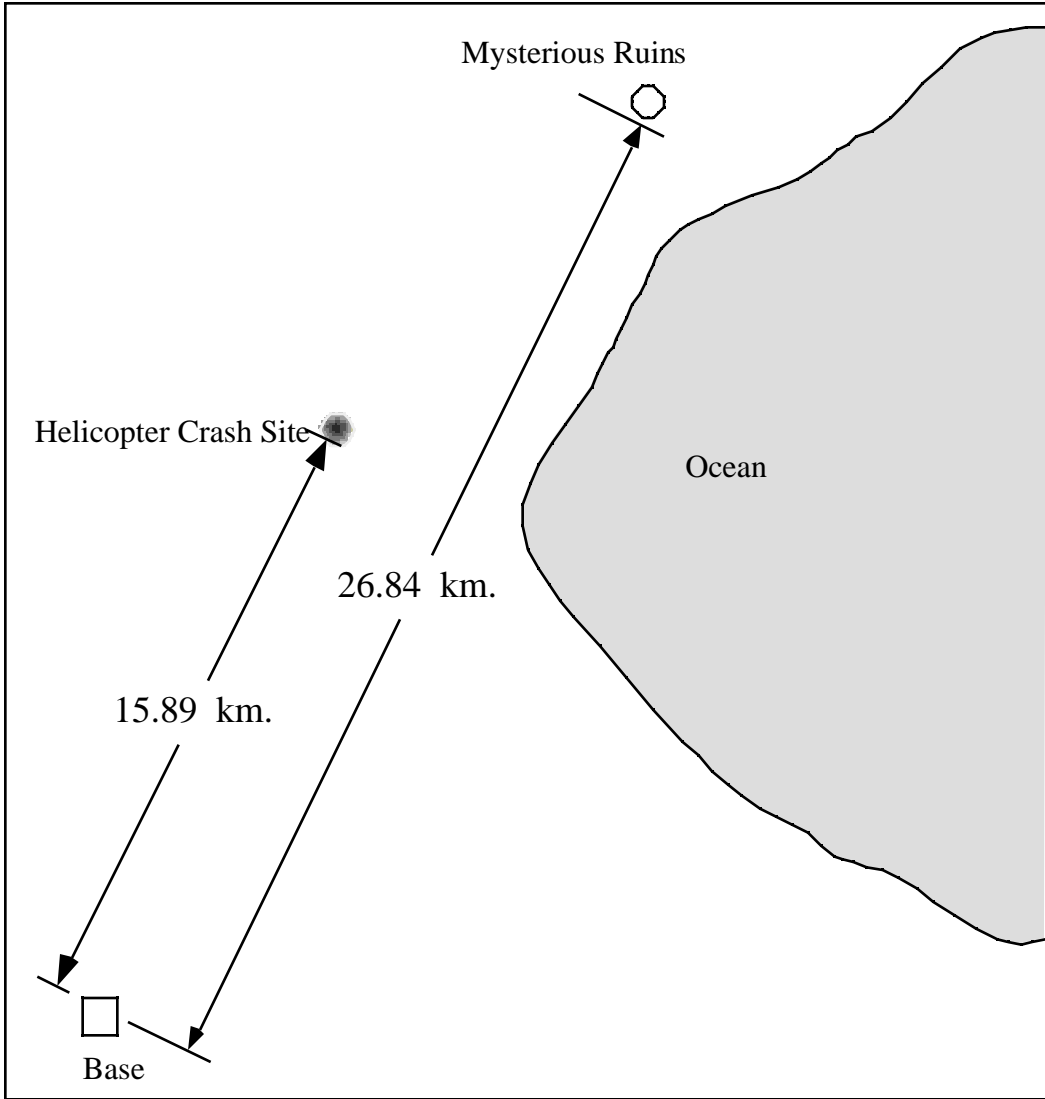 Mysterious Ruins
Helicopter Crash Site
Ocean
26.84 km.
15.89 km.
Base